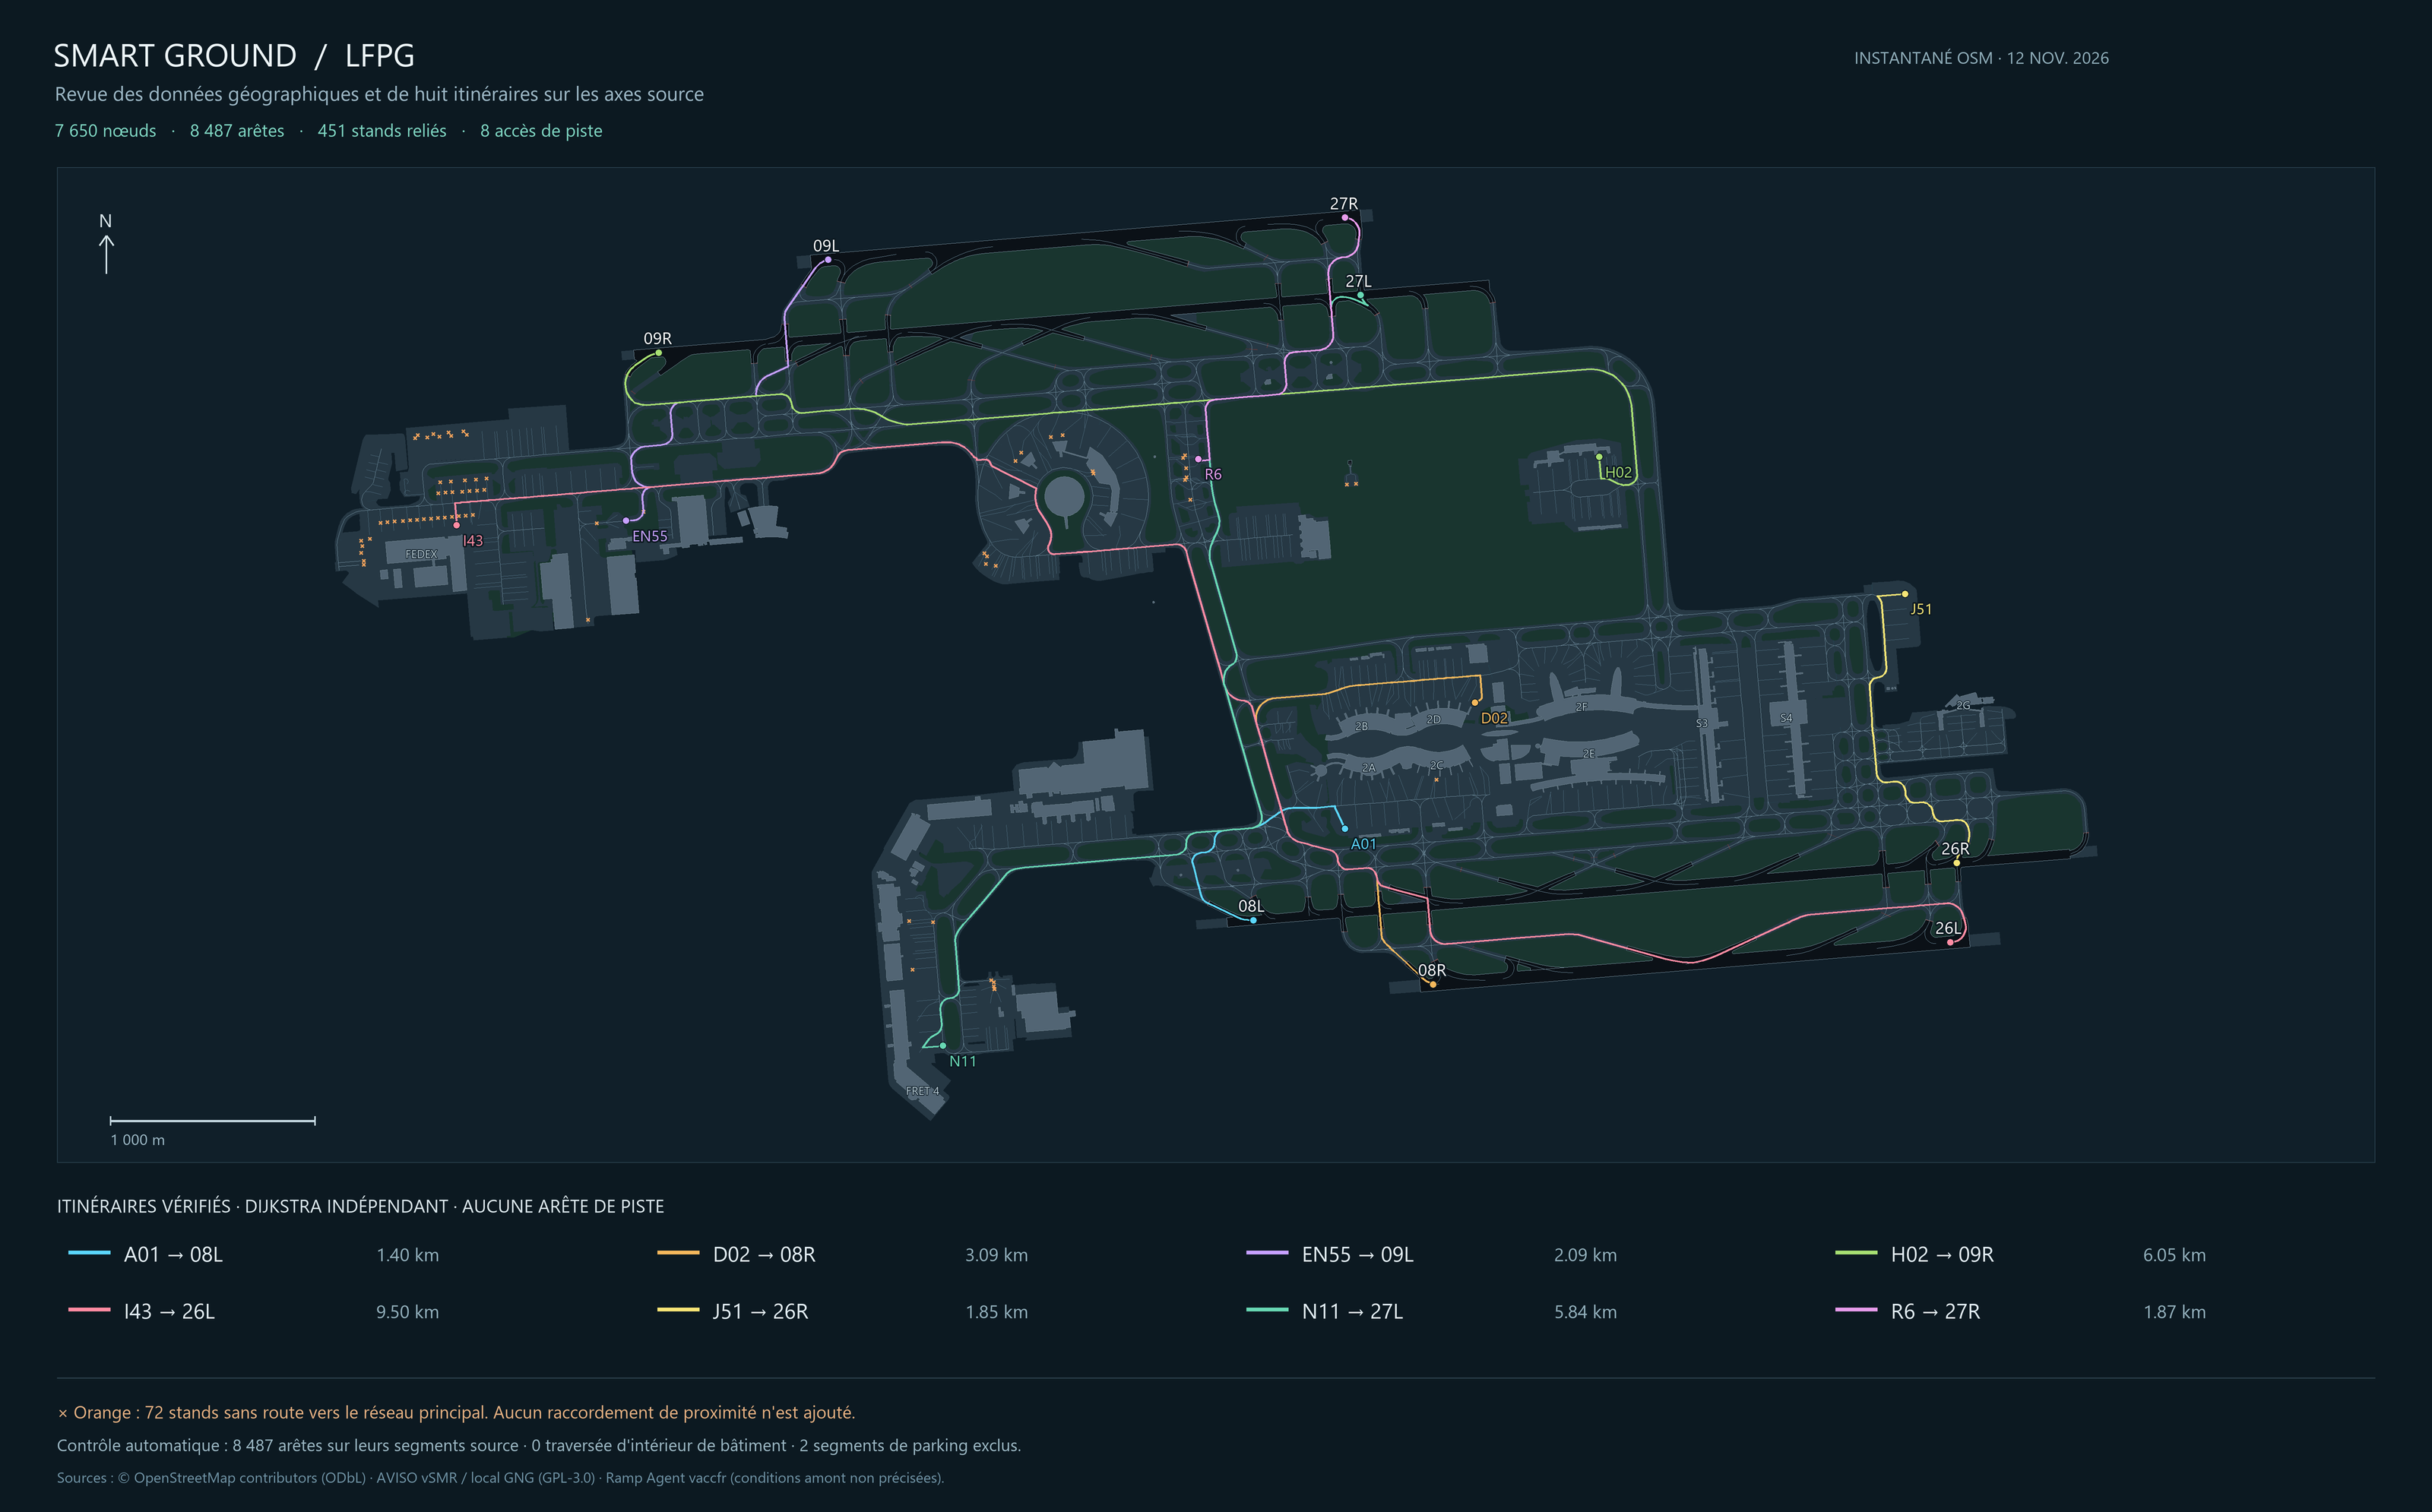 SMART GROUND / LFPG
INSTANTANÉ OSM · 12 NOV. 2026
Revue des données géographiques et de huit itinéraires sur les axes source
7 650 nœuds · 8 487 arêtes · 451 stands reliés · 8 accès de piste
N
27R
09L
27L
09R
R6
H02
I43
EN55
FEDEX
J51
2G
2F
D02
2D
2B
S3
S4
2E
2C
2A
A01
26R
08L
26L
08R
N11
FRET 4
1 000 m
ITINÉRAIRES VÉRIFIÉS · DIJKSTRA INDÉPENDANT · AUCUNE ARÊTE DE PISTE
A01 → 08L 1.40 km
D02 → 08R 3.09 km
EN55 → 09L 2.09 km
H02 → 09R 6.05 km
I43 → 26L 9.50 km
J51 → 26R 1.85 km
N11 → 27L 5.84 km
R6 → 27R 1.87 km
× Orange : 72 stands sans route vers le réseau principal. Aucun raccordement de proximité n'est ajouté.
Contrôle automatique : 8 487 arêtes sur leurs segments source · 0 traversée d'intérieur de bâtiment · 2 segments de parking exclus.
Sources : © OpenStreetMap contributors (ODbL) · AVISO vSMR / local GNG (GPL-3.0) · Ramp Agent vaccfr (conditions amont non précisées).